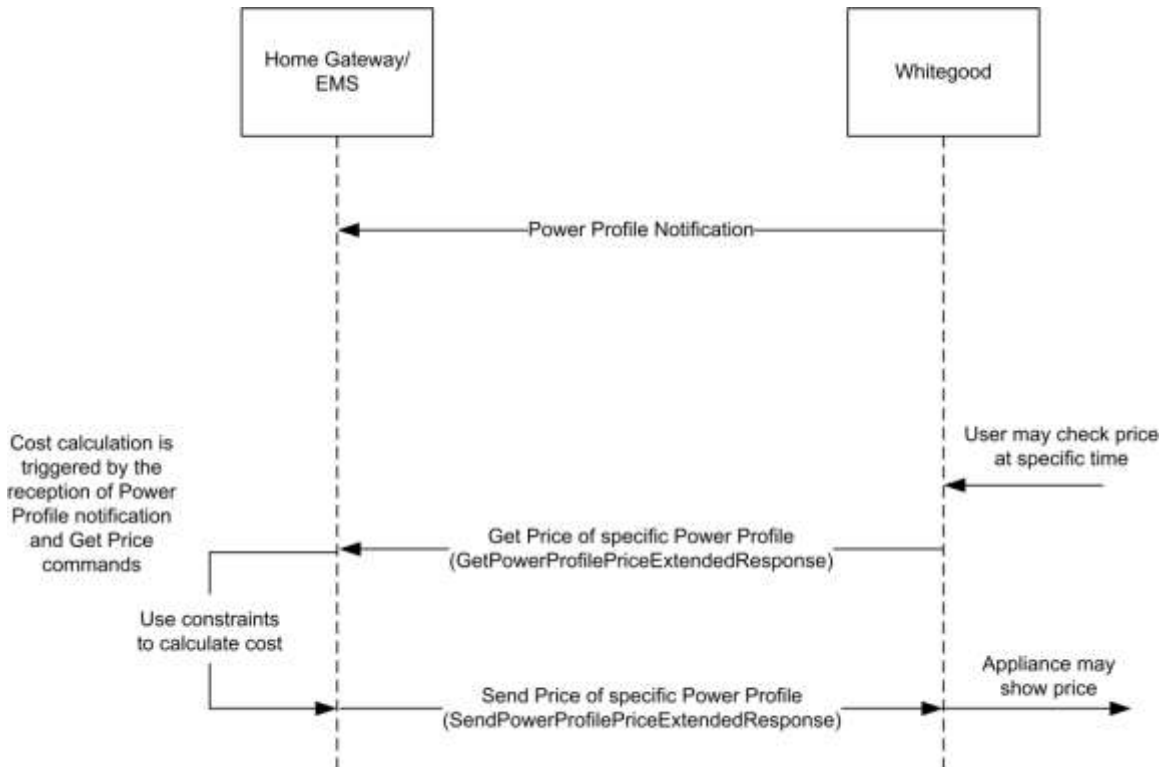 Home Gateway/
EMS
Whitegood
Power Profile Notification
Cost calculation is
triggered by the
reception of Power
Profile notification
and Get Price
commands
User may check price
at specific time
Get Price of specific Power Profile
(GetPowerProfilePriceExtendedResponse)
Use constraints
to calculate cost
Appliance may
show price
Send Price of specific Power Profile
(SendPowerProfilePriceExtendedResponse)